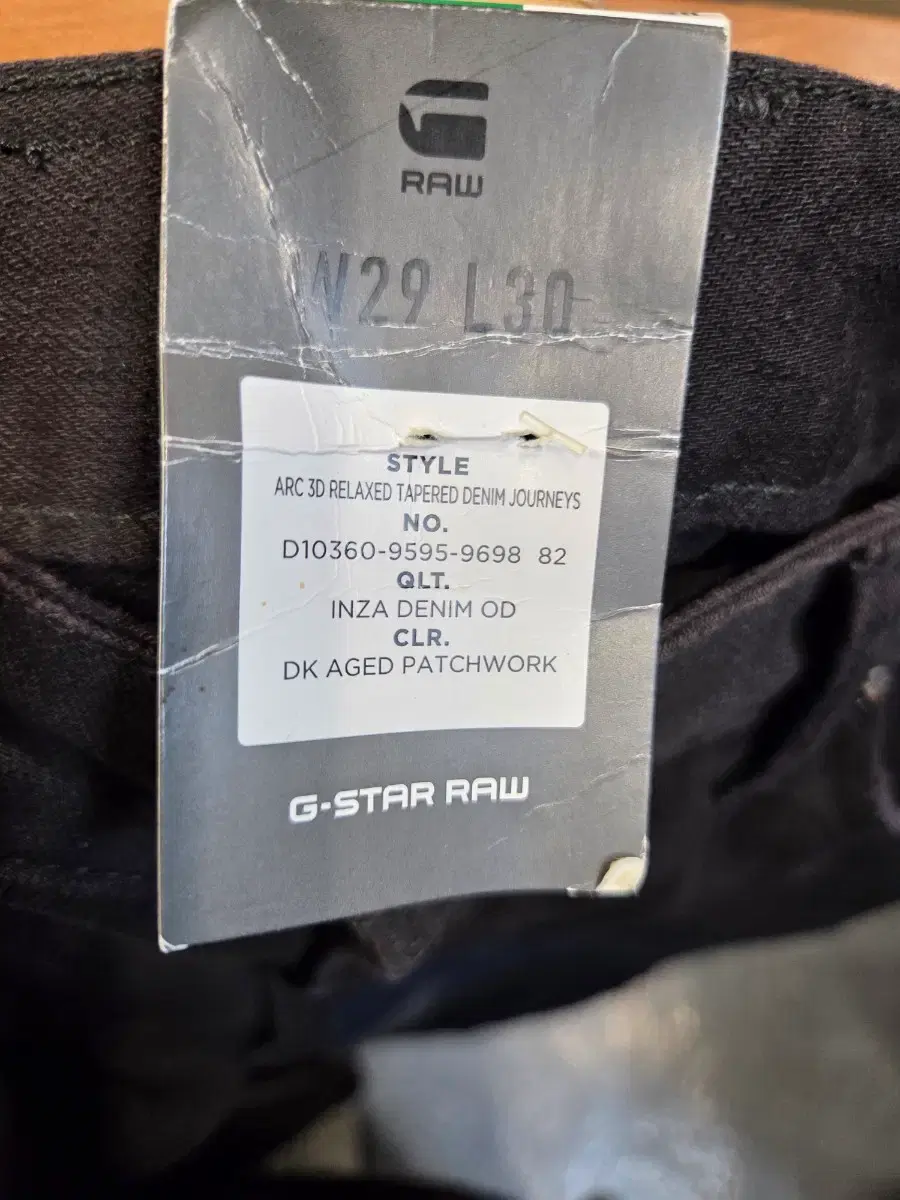 RAW
W29 L30
STYLE
ARC 3D RELAXED TAPERED DENIM JOURNEYS
NO.
D10360-9595-9698 82
QLT.
INZA DENIM OD
CLR.
DK AGED PATCHWORK
G-STAR RAW